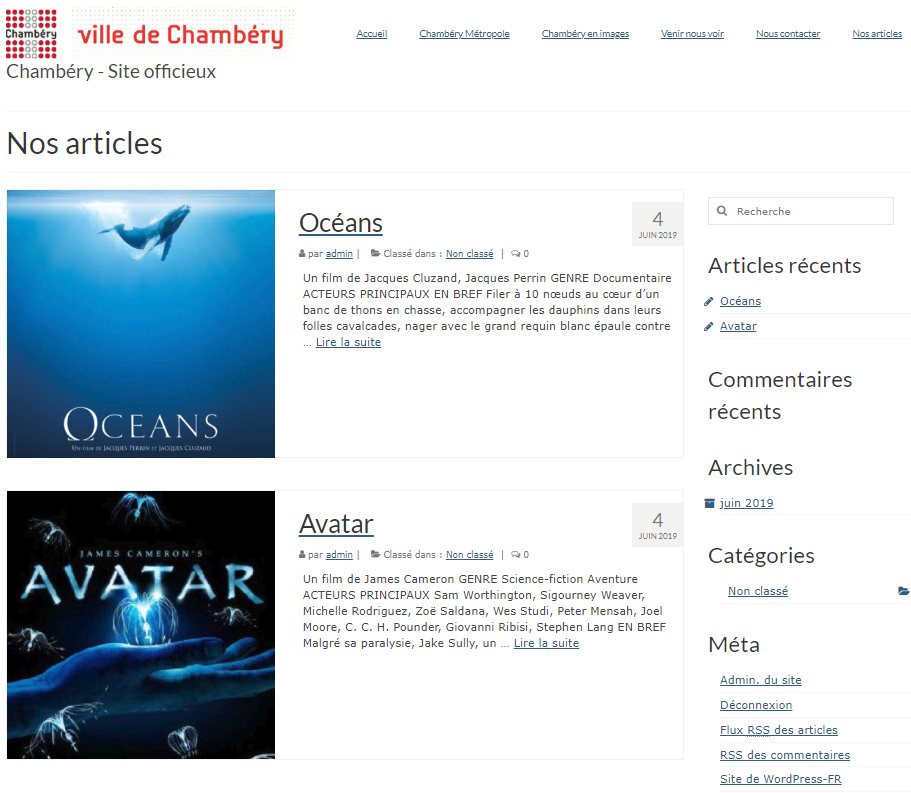 Chambéry
ville de Chambéry
Accueil Chambéry Métropole Chambéry en images Venir nous voir Nous contacter Nos articles
Chambéry - Site officieux
Nos articles
OCEANS
UN FILM DE JACQUES PERRIN ET JACQUES CLUZAUD
Océans
4
JUIN 2019
par admin | Classé dans : Non classé | 0
Un film de Jacques Cluzand, Jacques Perrin GENRE Documentaire
ACTEURS PRINCIPAUX EN BREF Filer à 10 nœuds au cœur d’un
banc de thons en chasse, accompagner les dauphins dans leurs
folles cavalcades, nager avec le grand requin blanc épaule contre
… Lire la suite
JAMES CAMERON'S
AVATAR
Avatar
4
JUIN 2019
par admin | Classé dans : Non classé | 0
Un film de James Cameron GENRE Science-fiction Aventure
ACTEURS PRINCIPAUX Sam Worthington, Sigourney Weaver,
Michelle Rodriguez, Zoë Saldana, Wes Studi, Peter Mensah, Joel
Moore, C. C. H. Pounder, Giovanni Ribisi, Stephen Lang EN BREF
Malgré sa paralysie, Jake Sully, un … Lire la suite
Recherche
Articles récents
Océans
Avatar
Commentaires
récents
Archives
juin 2019
Catégories
Non classé
Méta
Admin. du site
Déconnexion
Flux RSS des articles
RSS des commentaires
Site de WordPress-FR